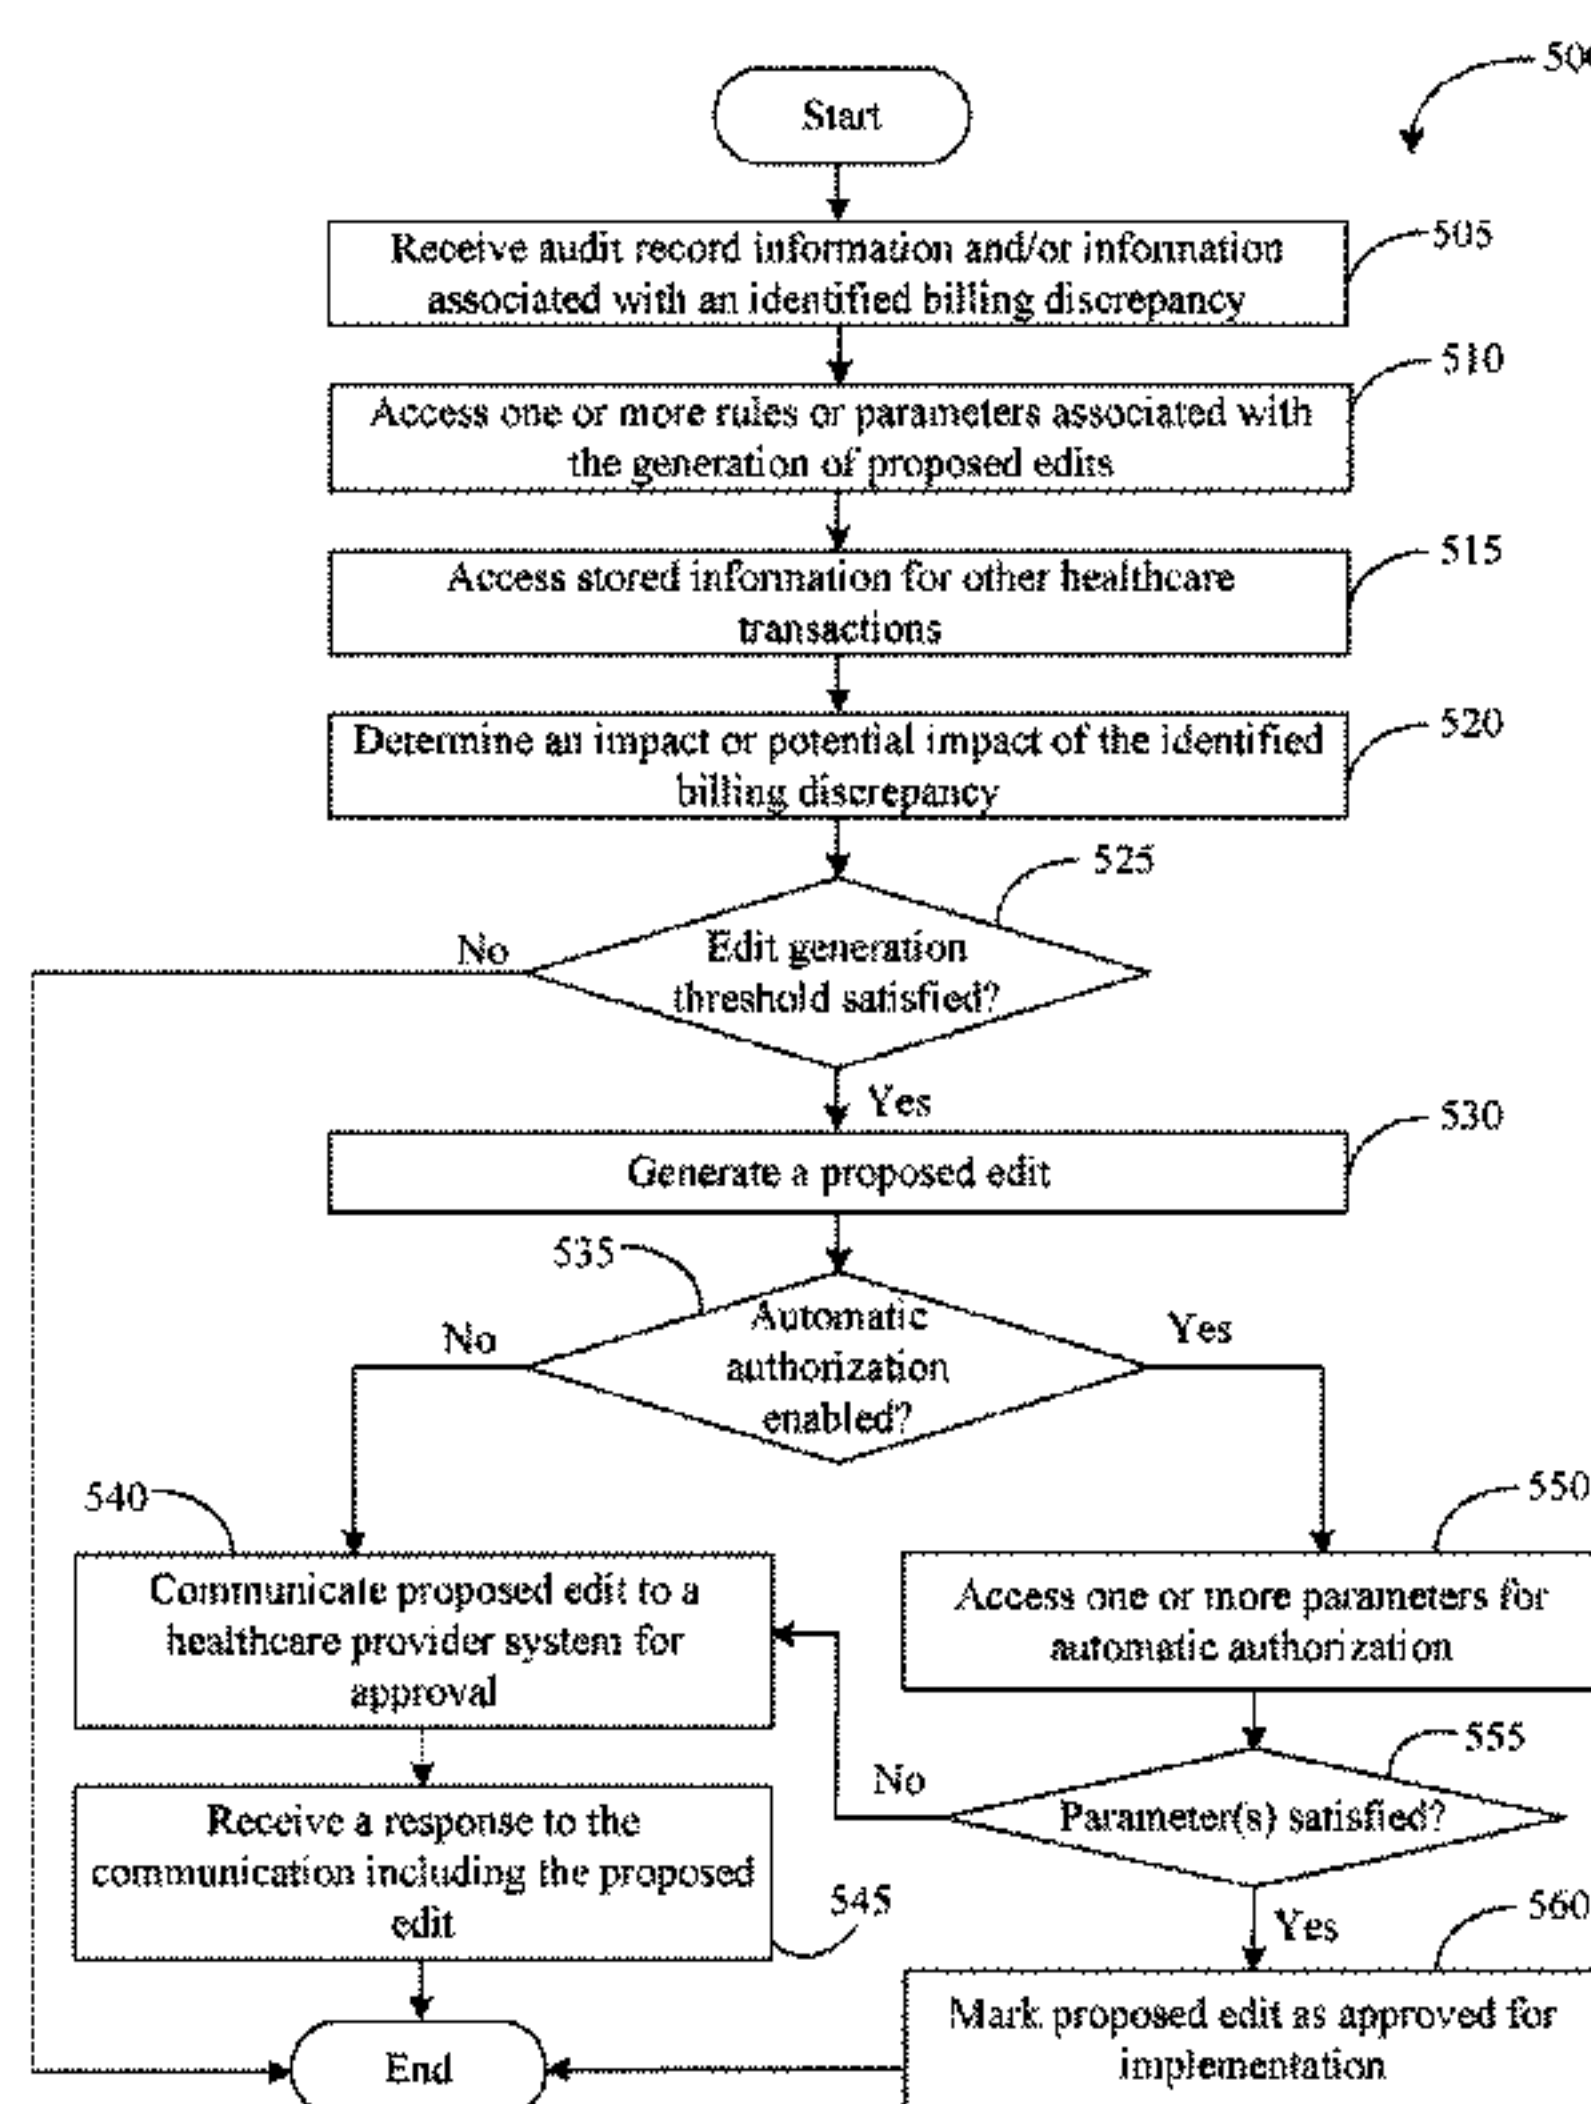 500
Start
Receive audit record information and/or information
associated with an identified billing discrepancy
505
Access one or more rules or parameters associated with
the generation of proposed edits
510
Access stored information for other healthcare
transactions
515
Determine an impact or potential impact of the identified
billing discrepancy
520
525
No
Edit generation
threshold satisfied?
Yes
Generate a proposed edit
530
535
No
Automatic
authorization
enabled?
Yes
540
Communicate proposed edit to a
healthcare provider system for
approval
550
Access one or more parameters for
automatic authorization
555
No
Parameter(s) satisfied?
Receive a response to the
communication including the proposed
edit
545
Yes
560
Mark proposed edit as approved for
implementation
End